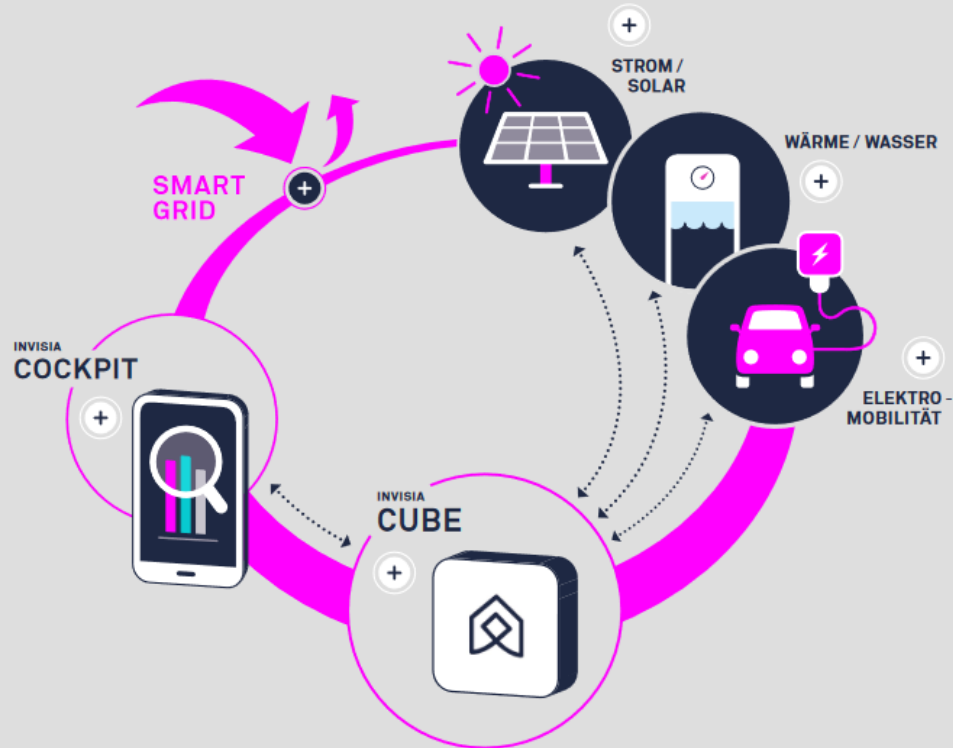 STROM /
SOLAR
WÄRME / WASSER
SMART
GRID
INVISIA
COCKPIT
ELEKTRO -
MOBILITÄT
INVISIA
CUBE